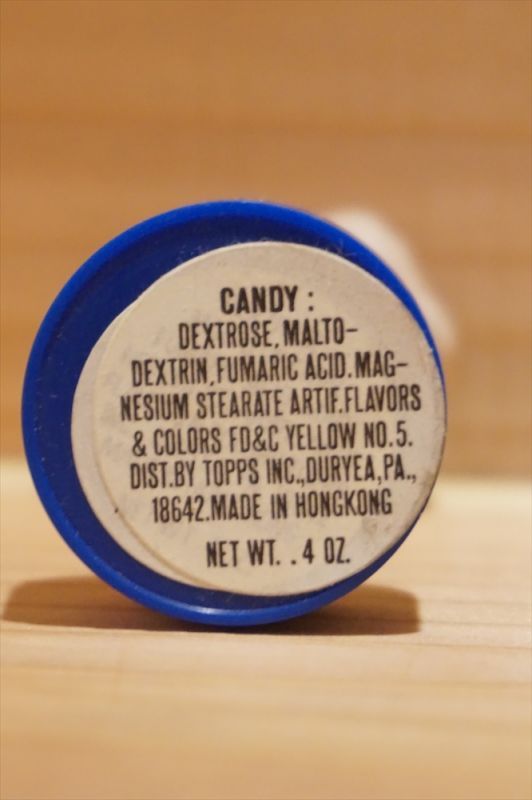 CANDY :
DEXTROSE, MALTO-
DEXTRIN, FUMARIC ACID. MAG-
NESIUM STEARATE ARTIF. FLAVORS
& COLORS FD&C YELLOW NO. 5.
DIST. BY TOPPS INC., DURYEA, PA.,
18642. MADE IN HONGKONG
NET WT. .4 OZ.